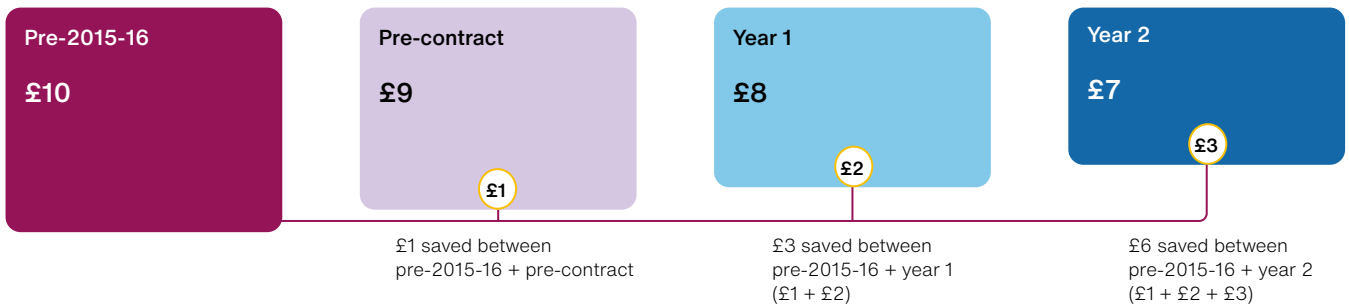 Pre-2015-16
£10
Pre-contract
£9
£1
£1 saved between
pre-2015-16 + pre-contract
Year 1
£8
£2
£3 saved between
pre-2015-16 + year 1
(£1 + £2)
Year 2
£7
£3
£6 saved between
pre-2015-16 + year 2
(£1 + £2 + £3)